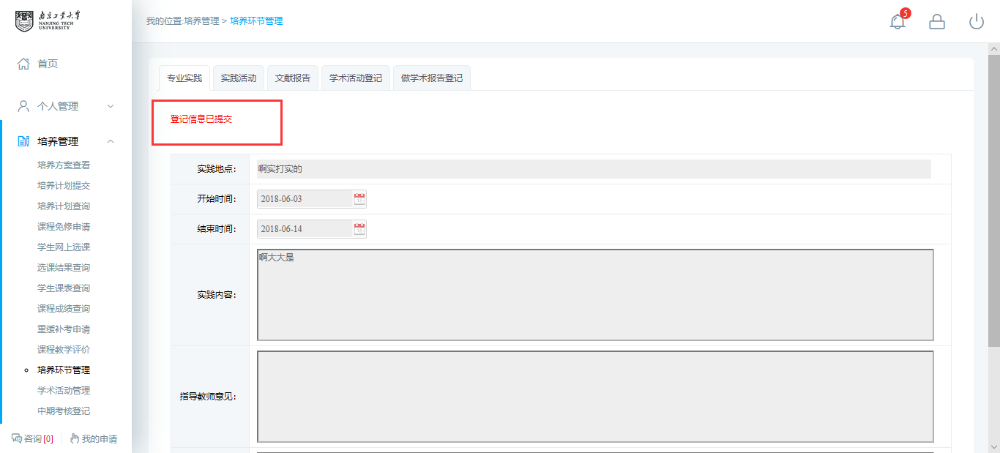 南京工业大学
NANJING TECH
UNIVERSITY
我的位置:培养管理 > 培养环节管理
5
首页
个人管理
培养管理
培养方案查看
培养计划提交
培养计划查询
课程免修申请
学生网上选课
选课结果查询
学生课表查询
课程成绩查询
重缓补考申请
课程教学评价
培养环节管理
学术活动管理
中期考核登记
咨询[0]
我的申请
专业实践
实践活动
文献报告
学术活动登记
做学术报告登记
登记信息已提交
实践地点:
啊实打实的
开始时间:
2018-06-03
结束时间:
2018-06-14
实践内容:
啊大大是
指导教师意见: